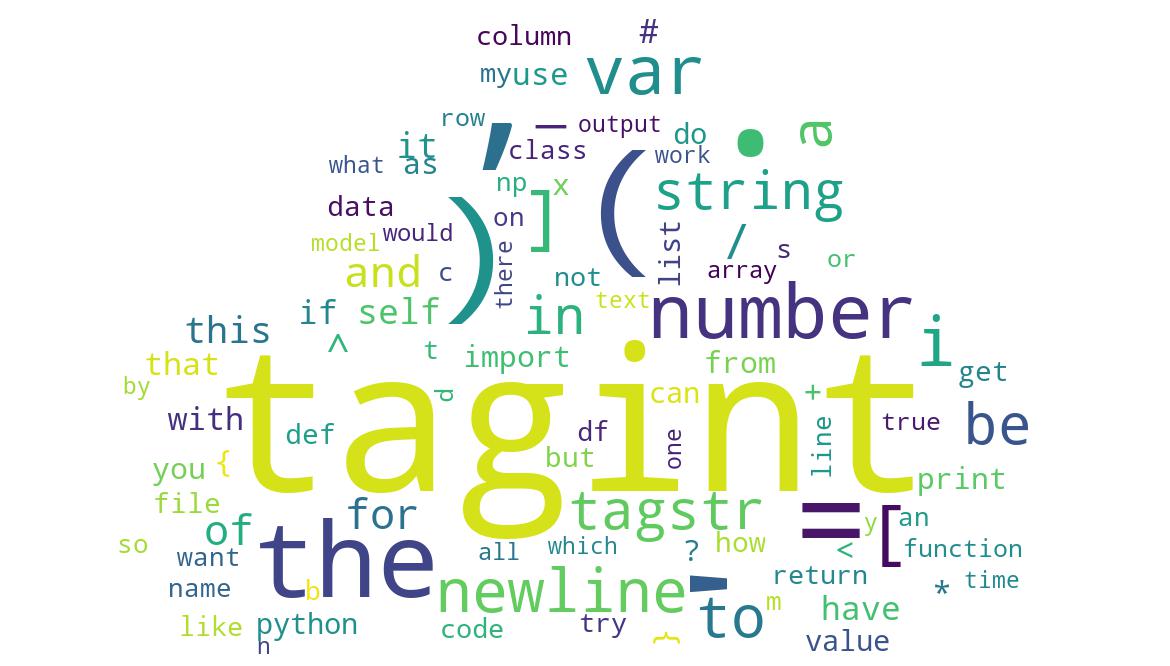 column #
myuse var
row , _ output do . a
it class
what as ( work
np x string
data ) on ]
model would list / s
and c there array or
not
if self in text number
this ^ i
that t import from get
by tagint d can +
with def df one line true be
you { but print
file tagstr = [ y an
of for
so the all which ? how < function
want newline - return time
name b to m * have
like python code try } value
n